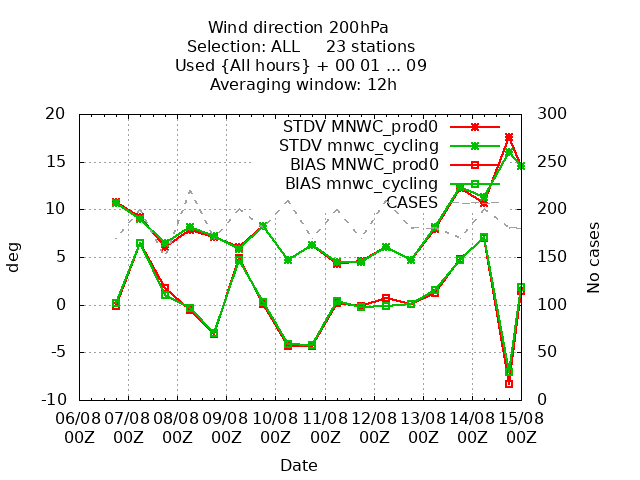 Wind direction 200hPa
Selection: ALL     23 stations
Used {All hours} + 00 01 ... 09
Averaging window: 12h
20
15
10
5
0
-5
-10
300
250
200
150
100
50
0
STDV MNWC_prod0
STDV mnwc_cycling
BIAS MNWC_prod0
BIAS mnwc_cycling
CASES
deg
No cases
06/08 07/08 08/08 09/08 10/08 11/08 12/08 13/08 14/08 15/08
00Z 00Z 00Z 00Z 00Z 00Z 00Z 00Z 00Z 00Z
Date